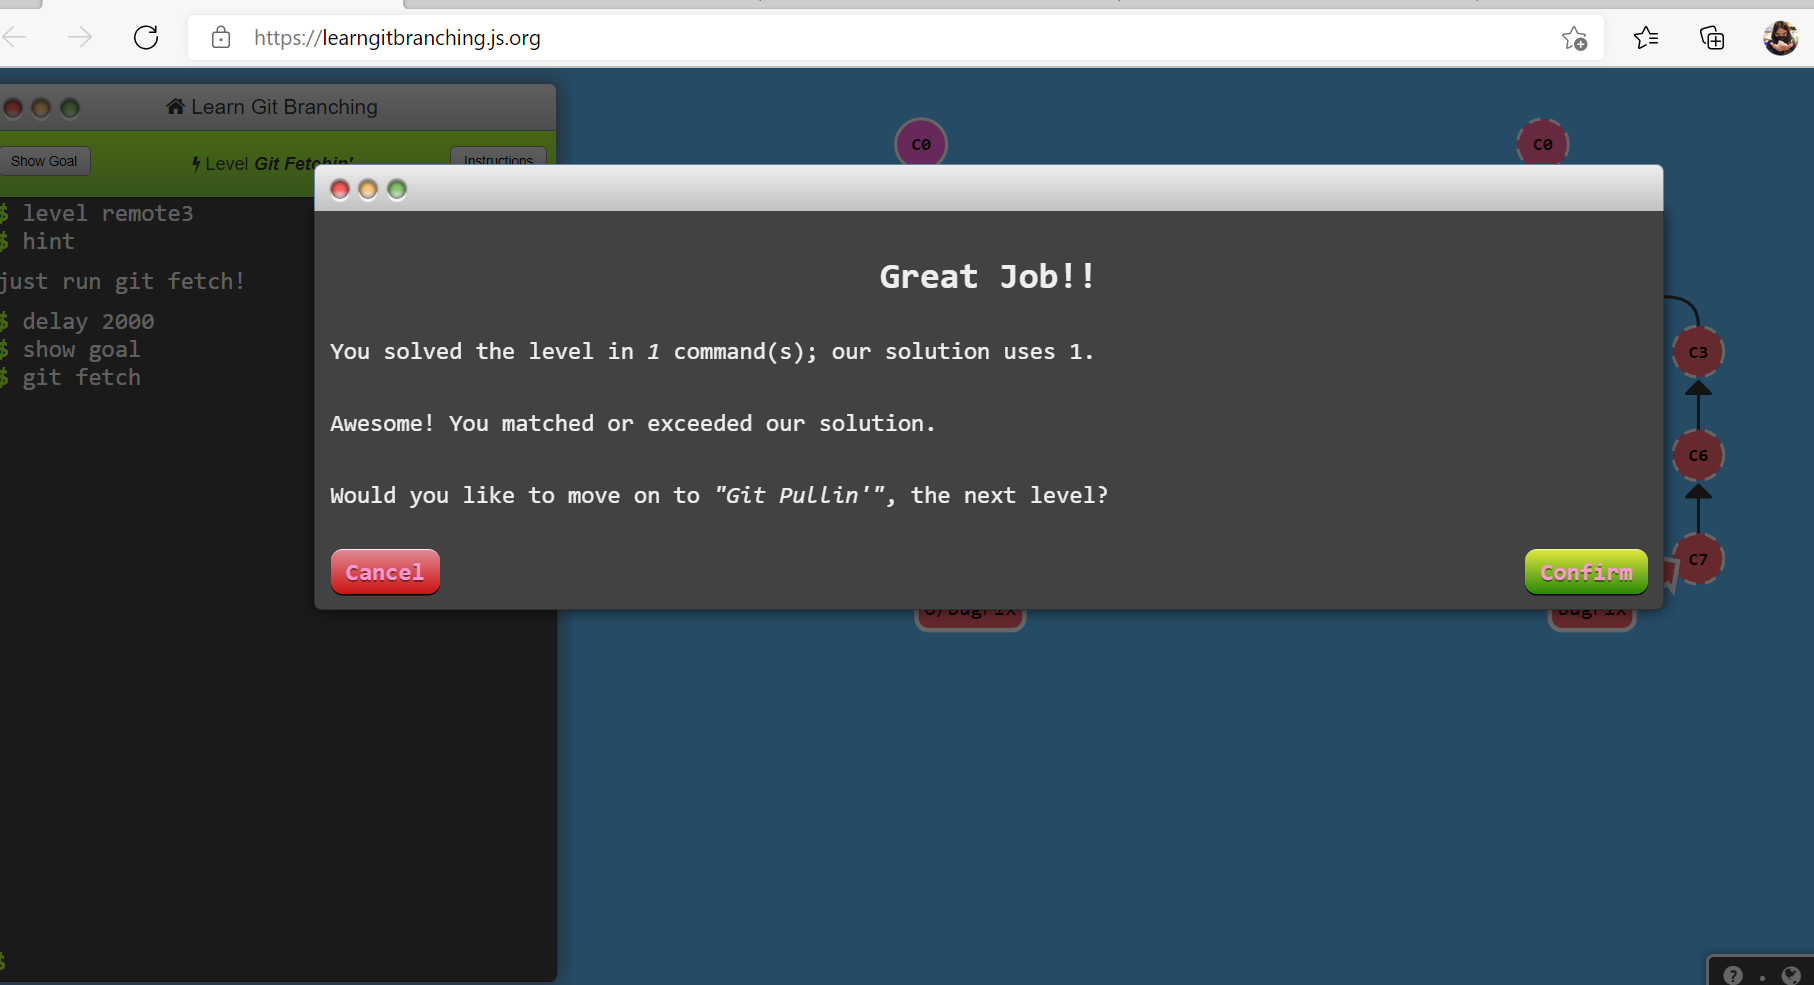 https://learngitbranching.js.org
Learn Git Branching
Show Goal
Level Git Fetchin'
Instructions
$ level remote3
$ hint
just run git fetch!
$ delay 2000
$ show goal
$ git fetch
$
C0
C0
Great Job!!
You solved the level in 1 command(s); our solution uses 1.
Awesome! You matched or exceeded our solution.
Would you like to move on to "Git Pullin'", the next level?
Cancel
Confirm
C3
C6
C7
o/bugFix
bugFix
?